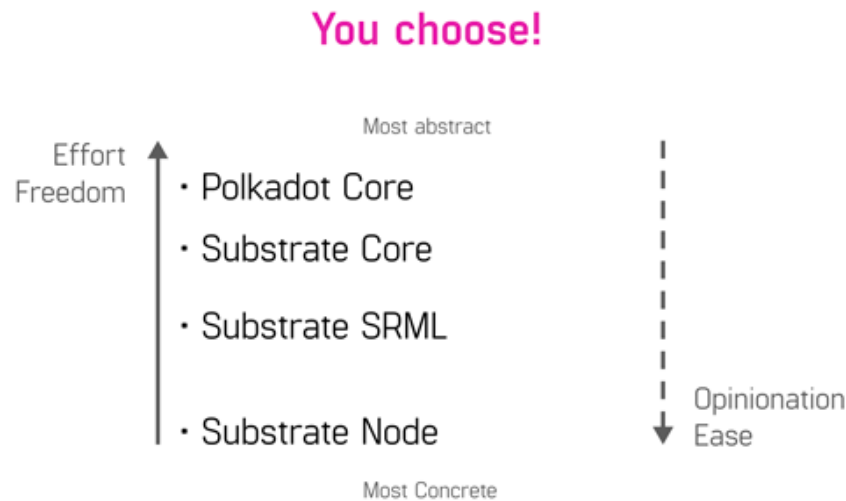 You choose!
Most abstract
Effort
Freedom
· Polkadot Core
· Substrate Core
· Substrate SRML
· Substrate Node
Opinionation
Ease
Most Concrete